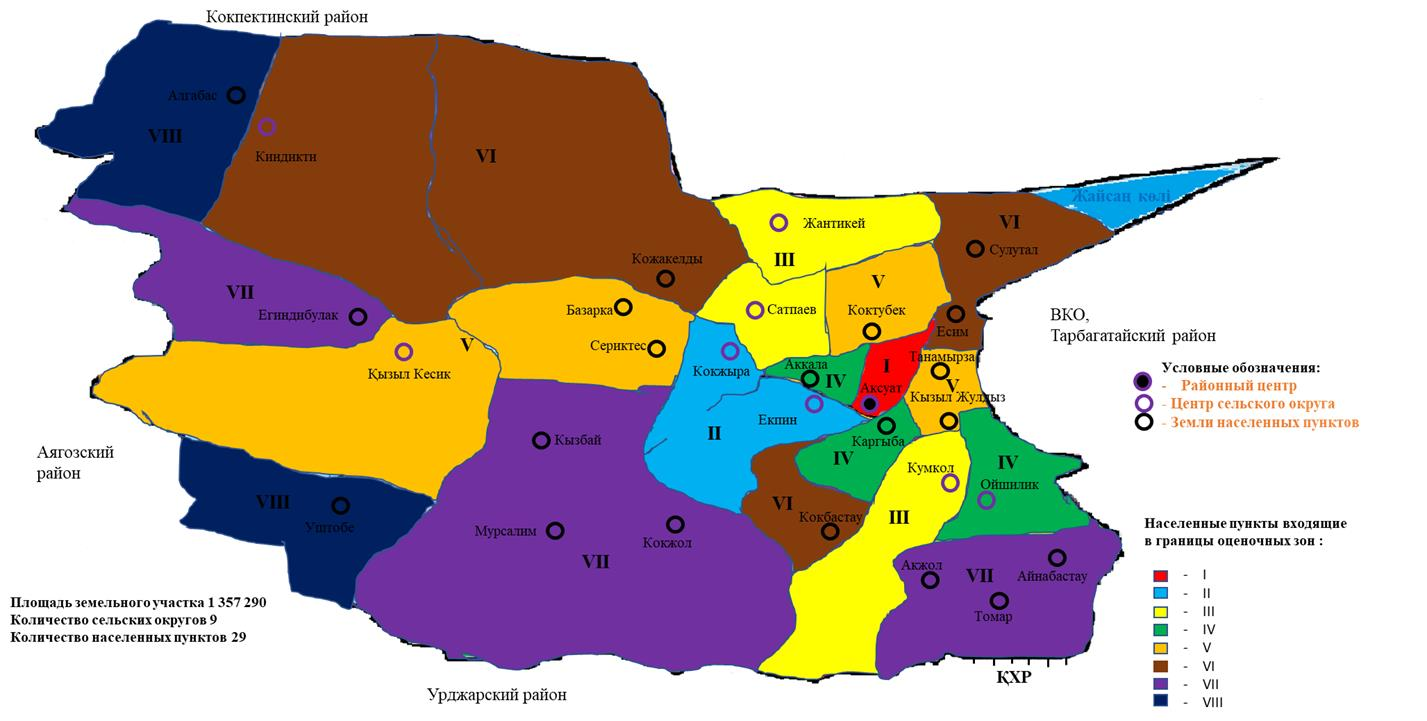 Кокпектинский район
Алгабас
VIII
Киндикти
VI
Жайсаң көлі
VI
Жантикей
III
Сулутал
Кожакелды
V
VII
Егиндибулак
Базарка
Сатпаев
Коктубек
Есим
ВКО,
Тарбагатайский район
Сериктес
V
Қызыл Кесик
Кокжыра
Аккала
IV
I
Аксуат
Танамырза
V
Кызыл Жулдыз
Условные обозначения:
- Районный центр
- Центр сельского округа
- Земли населенных пунктов
Екпин
II
Каргыба
IV
Кызбай
Аягозский
район
Кумкол
IV
Ойшилик
VIII
Уштобе
VI
Кокбастау
III
Мурсалим
Кокжол
VII
Акжол
VII
Айнабастау
Томар
Населенные пункты входящие
в границы оценочных зон :
- I
- II
- III
- IV
- V
- VI
- VII
- VIII
Площадь земельного участка 1 357 290
Количество сельских округов 9
Количество населенных пунктов 29
ҚХР
Урджарский район